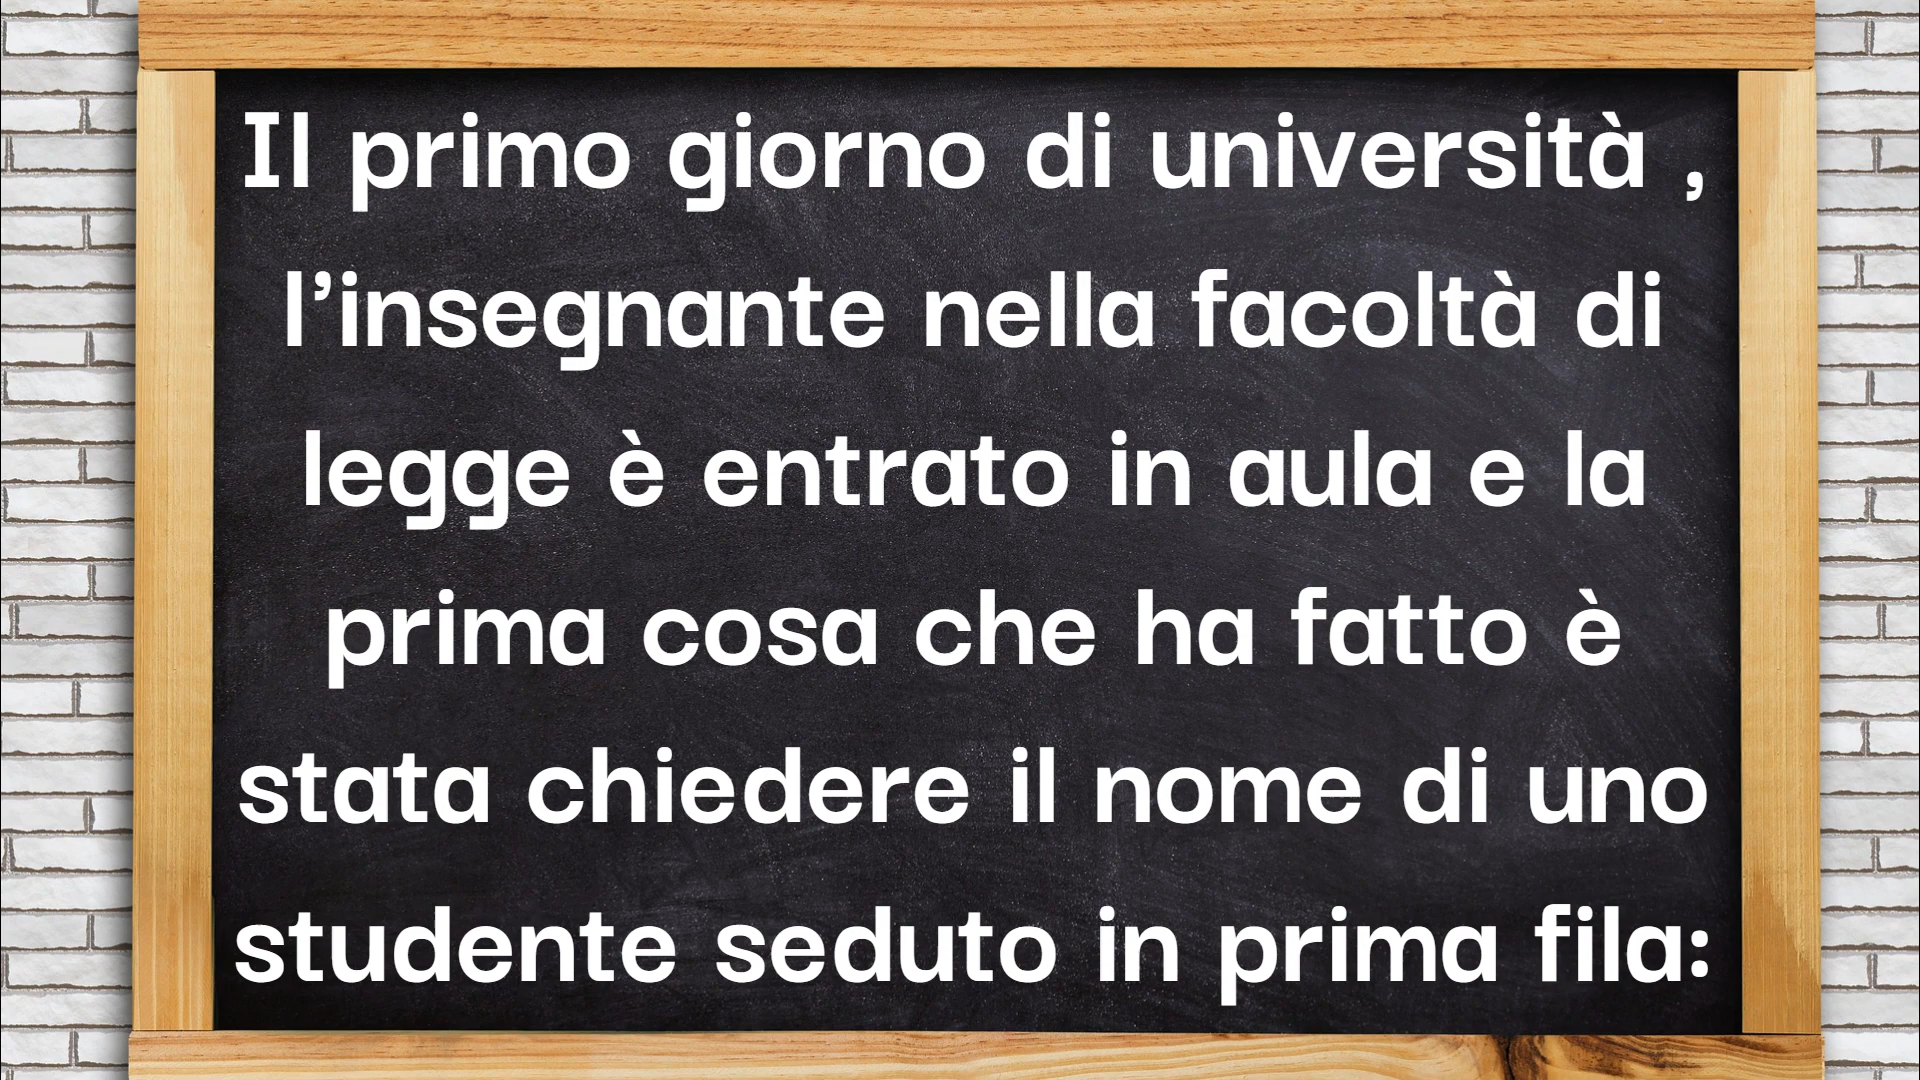 Il primo giorno di università ,
l’insegnante nella facoltà di
legge è entrato in aula e la
prima cosa che ha fatto è
stata chiedere il nome di uno
studente seduto in prima fila: